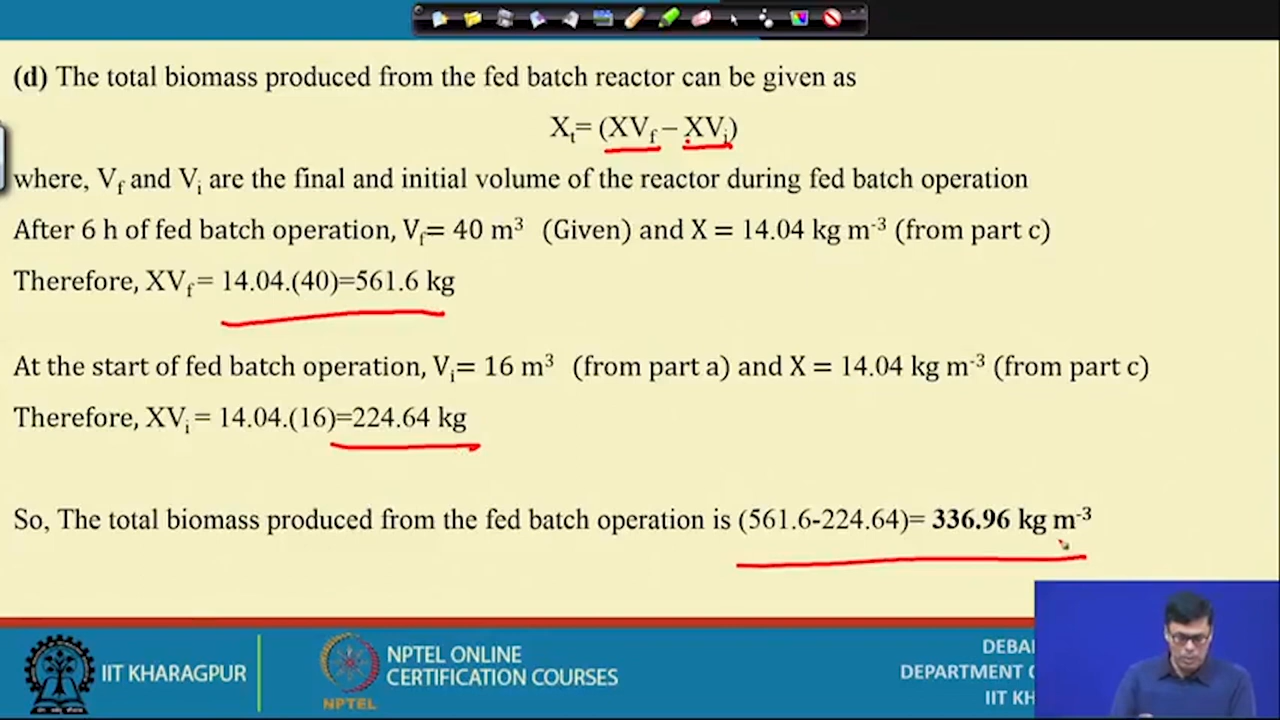 (d) The total biomass produced from the fed batch reactor can be given as
Xt= (XVf – XVi)
where, Vf and Vi are the final and initial volume of the reactor during fed batch operation
After 6 h of fed batch operation, Vf= 40 m³ (Given) and X = 14.04 kg m⁻³ (from part c)
Therefore, XVf = 14.04.(40)=561.6 kg
At the start of fed batch operation, Vi= 16 m³ (from part a) and X = 14.04 kg m⁻³ (from part c)
Therefore, XVi = 14.04.(16)=224.64 kg
So, The total biomass produced from the fed batch operation is (561.6-224.64)= 336.96 kg m⁻³
IIT KHARAGPUR
NPTEL
NPTEL ONLINE
CERTIFICATION COURSES
DEBA
DEPARTMENT
IIT KH